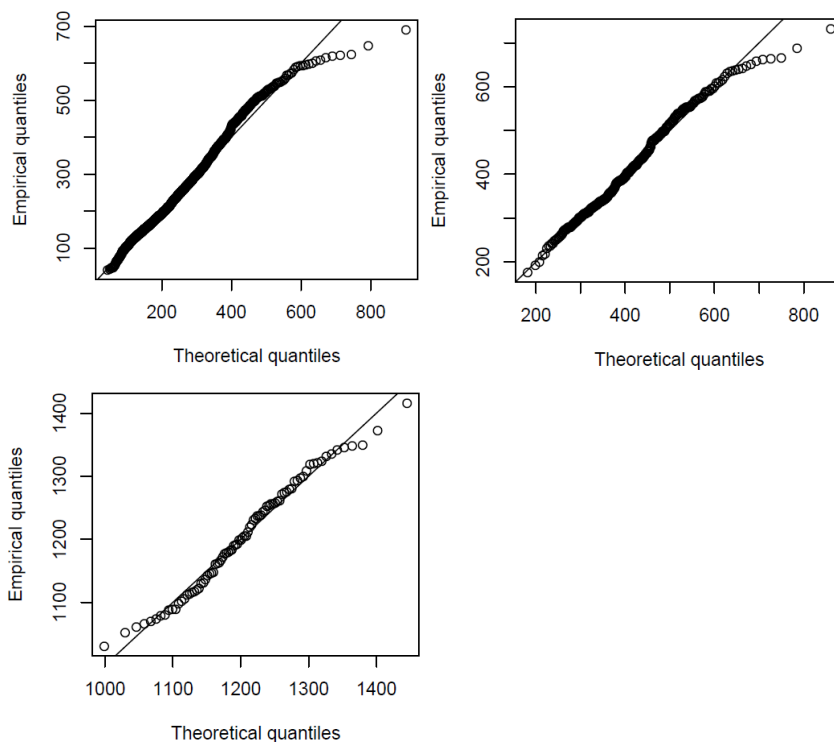 700
500
300
100
Empirical quantiles
200 400 600 800
Theoretical quantiles
600
400
200
Empirical quantiles
200 400 600 800
Theoretical quantiles
1400
1300
1200
1100
Empirical quantiles
1000 1100 1200 1300 1400
Theoretical quantiles